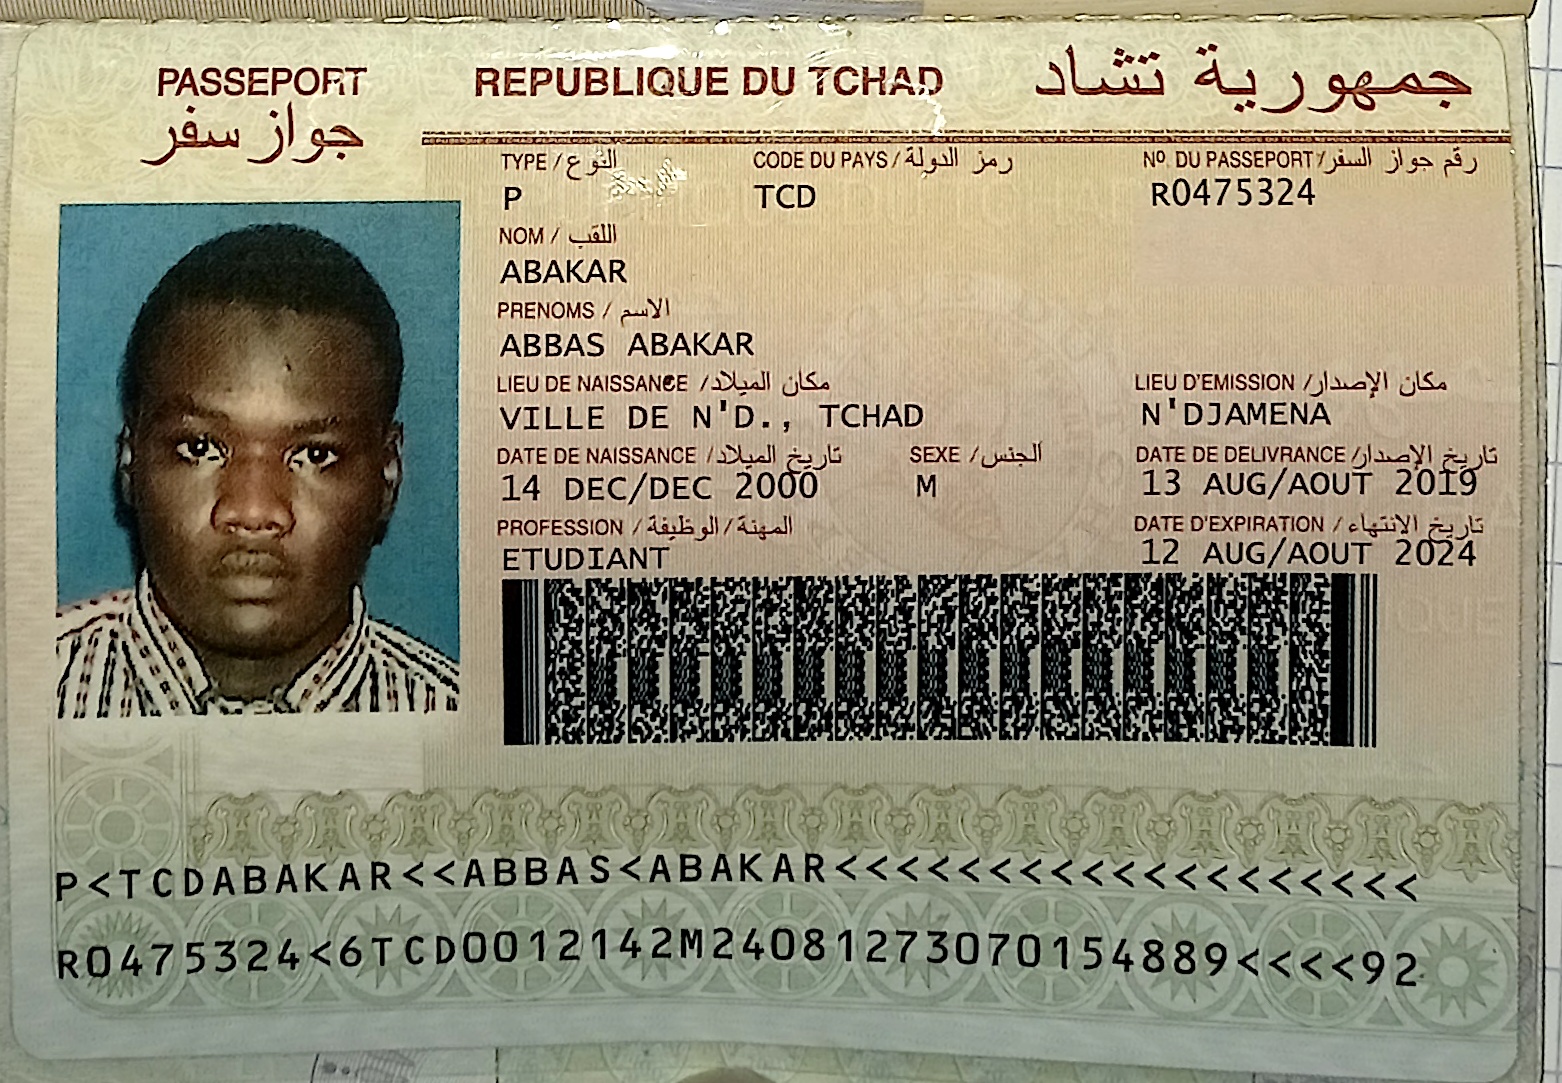 PASSEPORT
جواز سفر
REPUBLIQUE DU TCHAD
جمهورية تشاد
TYPE / النوع
P
CODE DU PAYS / رمز الدولة
TCD
Nº. DU PASSEPORT / رقم جواز السفر
R0475324
NOM / اللقب
ABAKAR
PRENOMS / الاسم
ABBAS ABAKAR
LIEU DE NAISSANCE / مكان الميلاد
VILLE DE N'D., TCHAD
LIEU D'EMISSION / مكان الإصدار
N'DJAMENA
DATE DE NAISSANCE / تاريخ الميلاد
14 DEC/DEC 2000
SEXE / الجنس
M
DATE DE DELIVRANCE / تاريخ الإصدار
13 AUG/AOUT 2019
PROFESSION / المهنة / الوظيفة
ETUDIANT
DATE D'EXPIRATION / تاريخ الانتهاء
12 AUG/AOUT 2024
P<TCDABAKAR<<ABBAS<ABAKAR<<<<<<<<<<<<<<<<<<<
R0475324<6TCD0012142M24081273070154889<<<<92